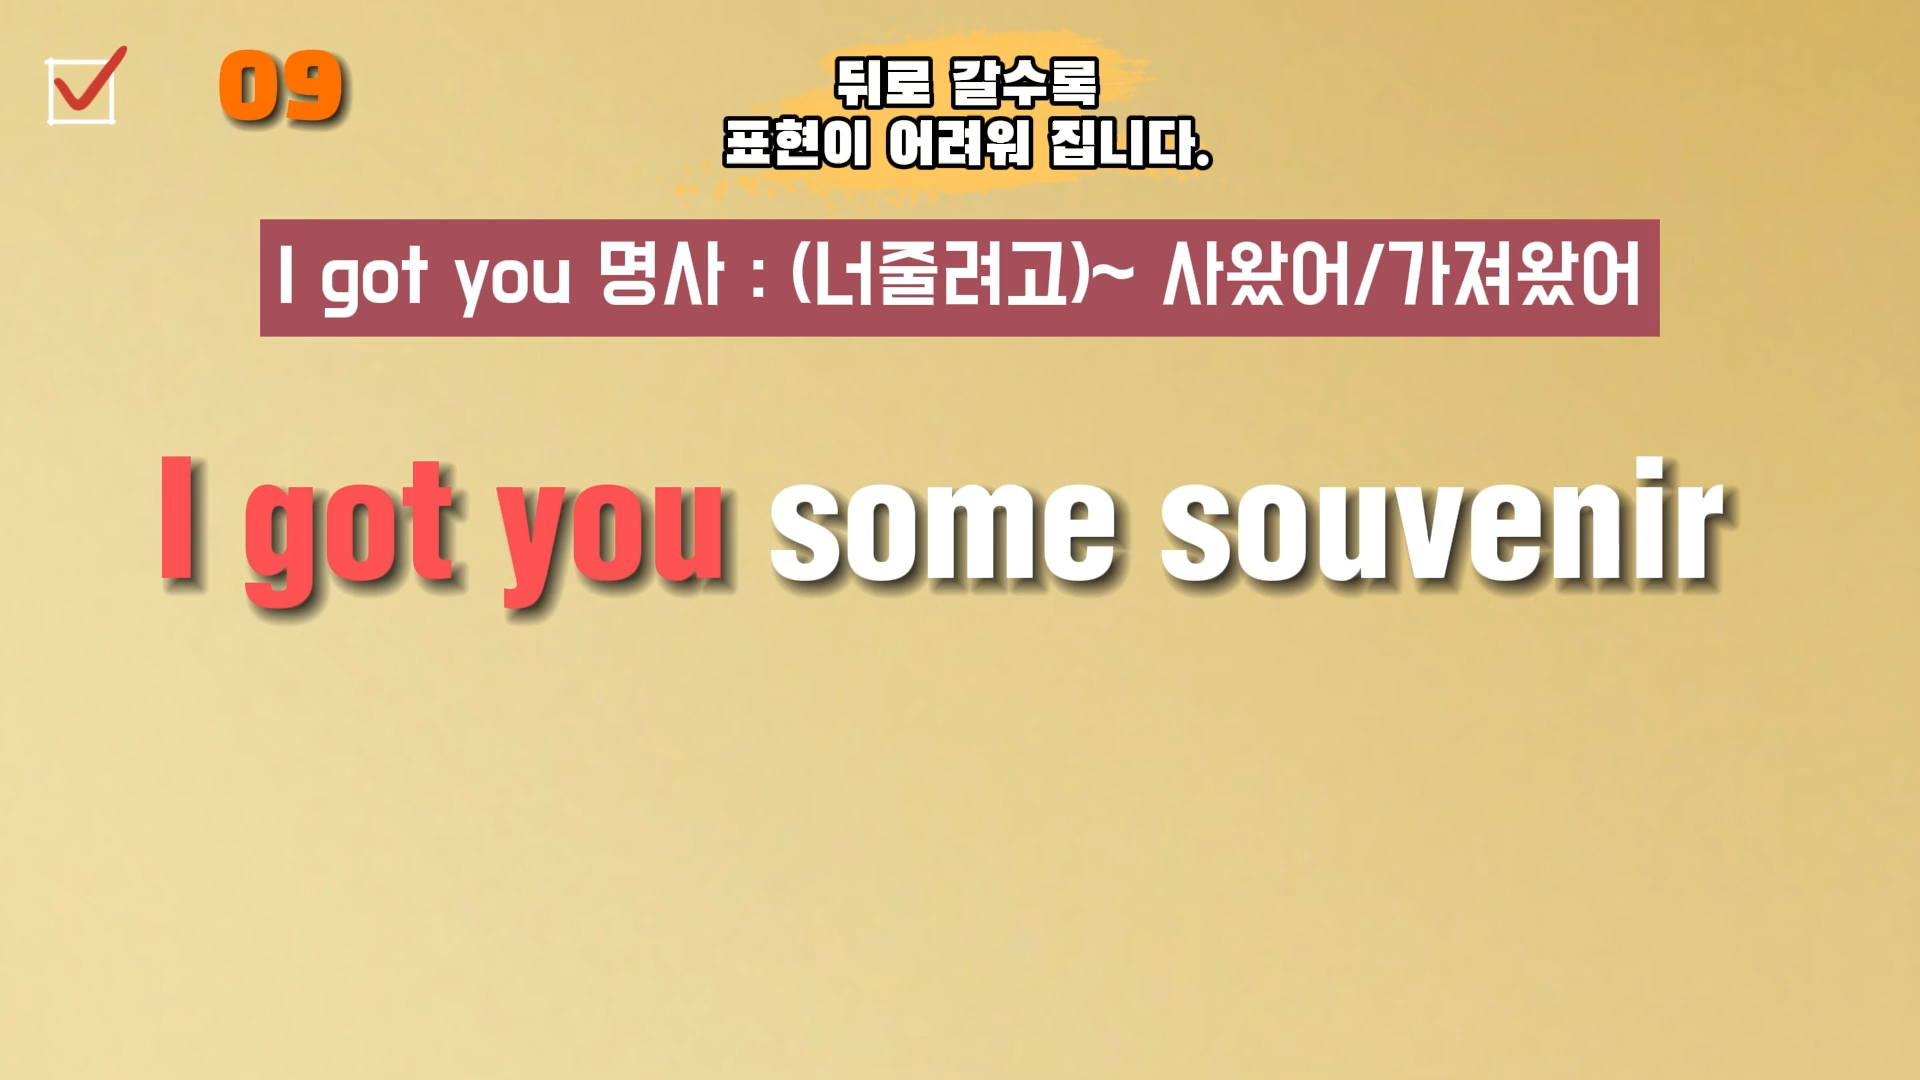 09
뒤로 갈수록
표현이 어려워 집니다.
I got you 명사 : (너줄려고)~ 사왔어/가져왔어
I got you some souvenir